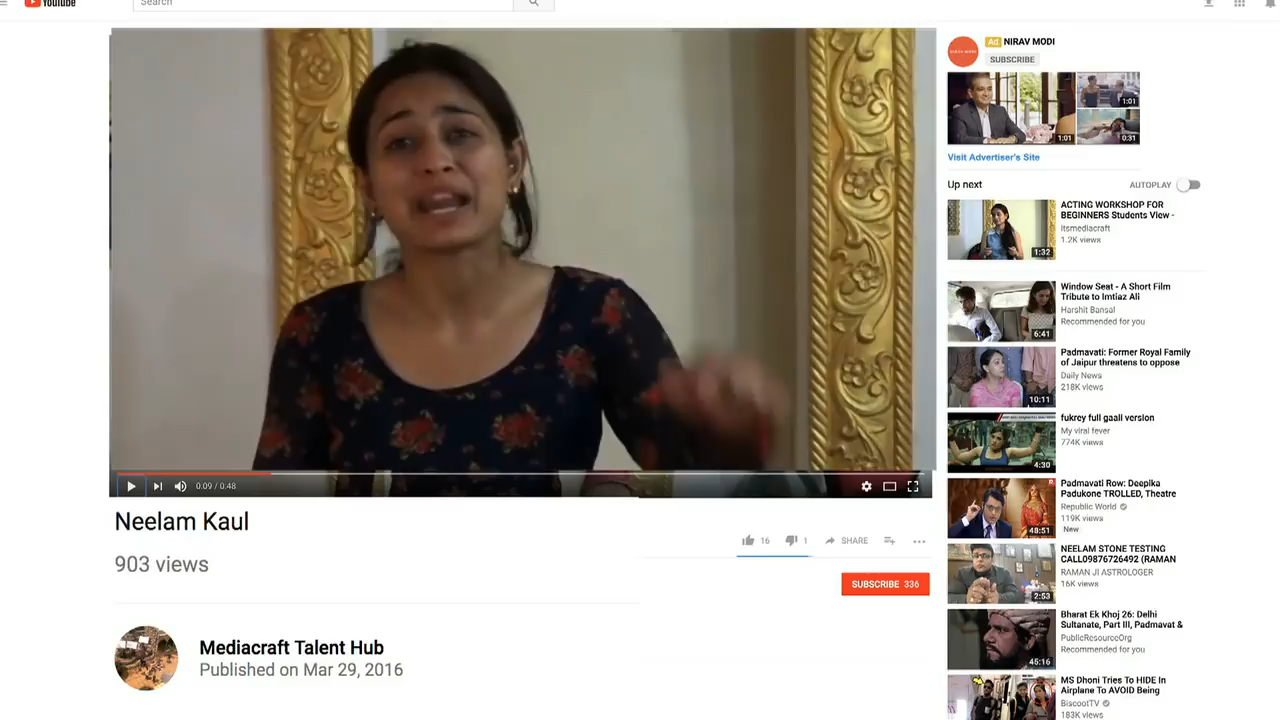 YouTube
Search
0:09 / 0:48
Neelam Kaul
903 views
16
1
SHARE
SUBSCRIBE 336
Mediacraft Talent Hub
Published on Mar 29, 2016
NIRAV MODI
Ad NIRAV MODI
SUBSCRIBE
1:01
1:01
0:31
Visit Advertiser's Site
Up next
AUTOPLAY
ACTING WORKSHOP FOR
BEGINNERS Students View -
itsmediacraft
1.2K views
1:32
Window Seat - A Short Film
Tribute to Imtiaz Ali
Harshit Bansal
Recommended for you
6:41
Padmavati: Former Royal Family
of Jaipur threatens to oppose
Daily News
218K views
10:11
fukrey full gaali version
My viral fever
774K views
4:30
Padmavati Row: Deepika
Padukone TROLLED, Theatre
Republic World
119K views
New
48:51
NEELAM STONE TESTING
CALL09876726492 (RAMAN
RAMAN JI ASTROLOGER
16K views
2:53
Bharat Ek Khoj 26: Delhi
Sultanate, Part III, Padmavat &
PublicResourceOrg
Recommended for you
45:16
MS Dhoni Tries To HIDE In
Airplane To AVOID Being
BiscootTV
183K views